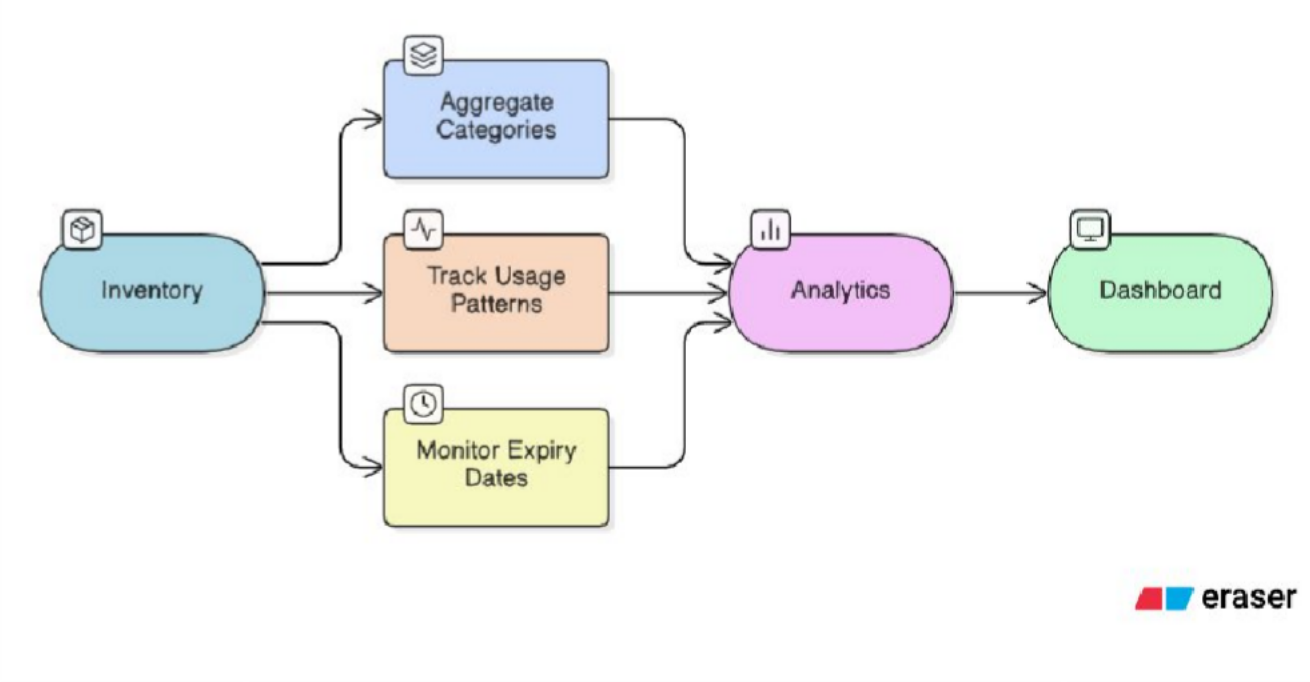 Aggregate
Categories
Inventory
Track Usage
Patterns
Analytics
Dashboard
Monitor Expiry
Dates
eraser